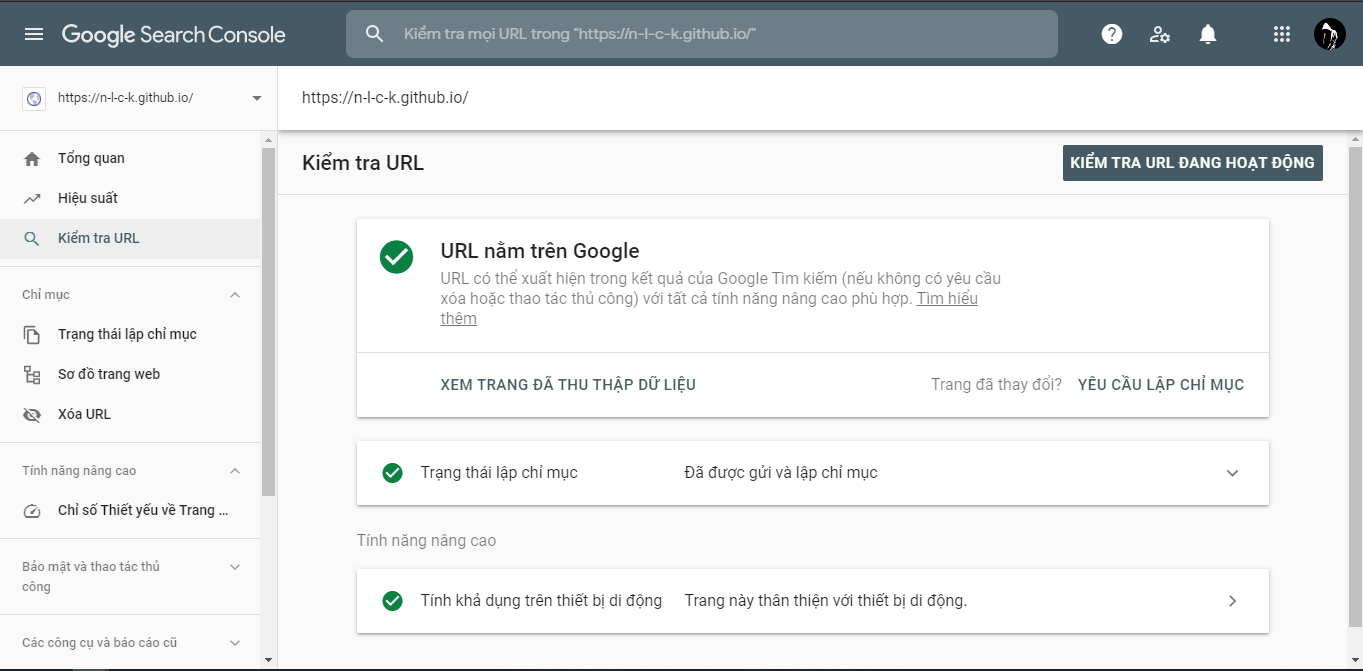 Google Search Console
Kiểm tra mọi URL trong "https://n-l-c-k.github.io/"
https://n-l-c-k.github.io/
https://n-l-c-k.github.io/
Tổng quan
Hiệu suất
Kiểm tra URL
Chỉ mục
Trạng thái lập chỉ mục
Sơ đồ trang web
Xóa URL
Tính năng nâng cao
Chỉ số Thiết yếu về Trang ...
Bảo mật và thao tác thủ
công
Các công cụ và báo cáo cũ
Kiểm tra URL
KIỂM TRA URL ĐANG HOẠT ĐỘNG
URL nằm trên Google
URL có thể xuất hiện trong kết quả của Google Tìm kiếm (nếu không có yêu cầu
xóa hoặc thao tác thủ công) với tất cả tính năng nâng cao phù hợp. Tìm hiểu
thêm
XEM TRANG ĐÃ THU THẬP DỮ LIỆU
Trang đã thay đổi? YÊU CẦU LẬP CHỈ MỤC
Trạng thái lập chỉ mục
Đã được gửi và lập chỉ mục
Tính năng nâng cao
Tính khả dụng trên thiết bị di động
Trang này thân thiện với thiết bị di động.